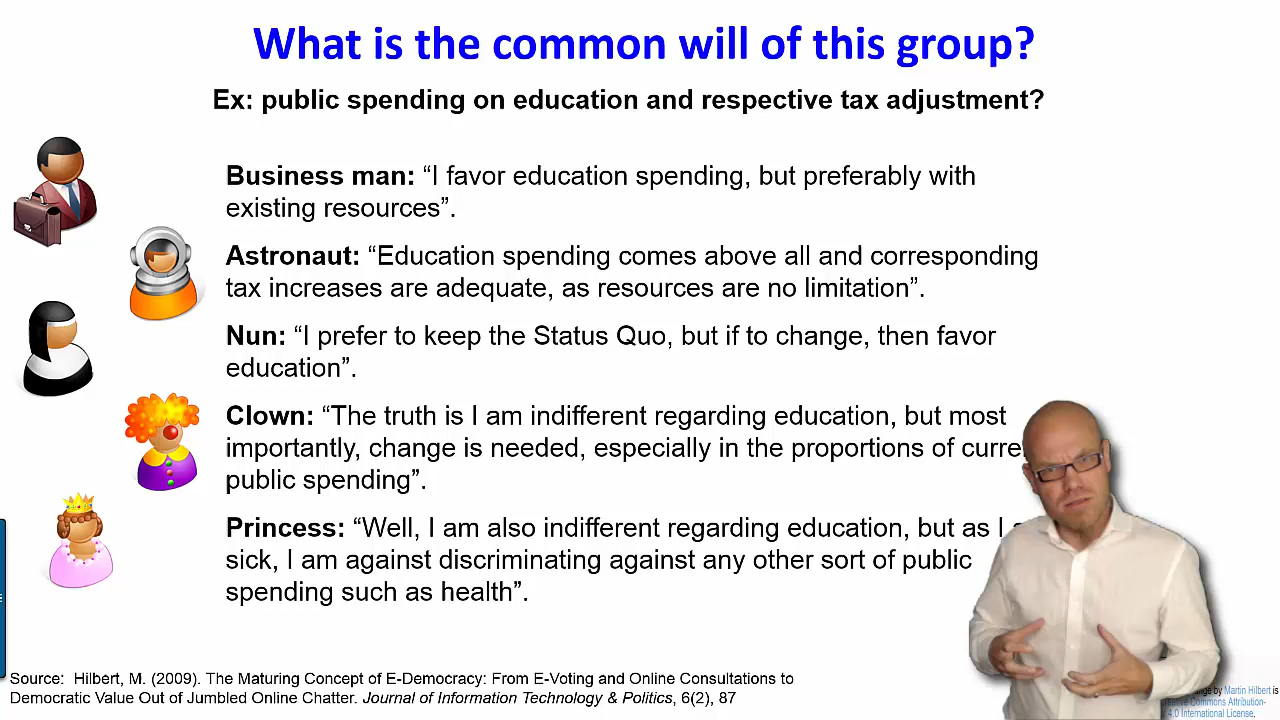 What is the common will of this group?
Ex: public spending on education and respective tax adjustment?
Business man: “I favor education spending, but preferably with
existing resources”.
Astronaut: “Education spending comes above all and corresponding
tax increases are adequate, as resources are no limitation”.
Nun: “I prefer to keep the Status Quo, but if to change, then favor
education”.
Clown: “The truth is I am indifferent regarding education, but most
importantly, change is needed, especially in the proportions of
public spending”.
Princess: “Well, I am also indifferent regarding education, but as I
sick, I am against discriminating against any other sort of public
spending such as health”.
Source: Hilbert, M. (2009). The Maturing Concept of E-Democracy: From E-Voting and Online Consultations to
Democratic Value Out of Jumbled Online Chatter. Journal of Information Technology & Politics, 6(2), 87
by Martin Hilbert is
Commons Attribution-
4.0 International License.